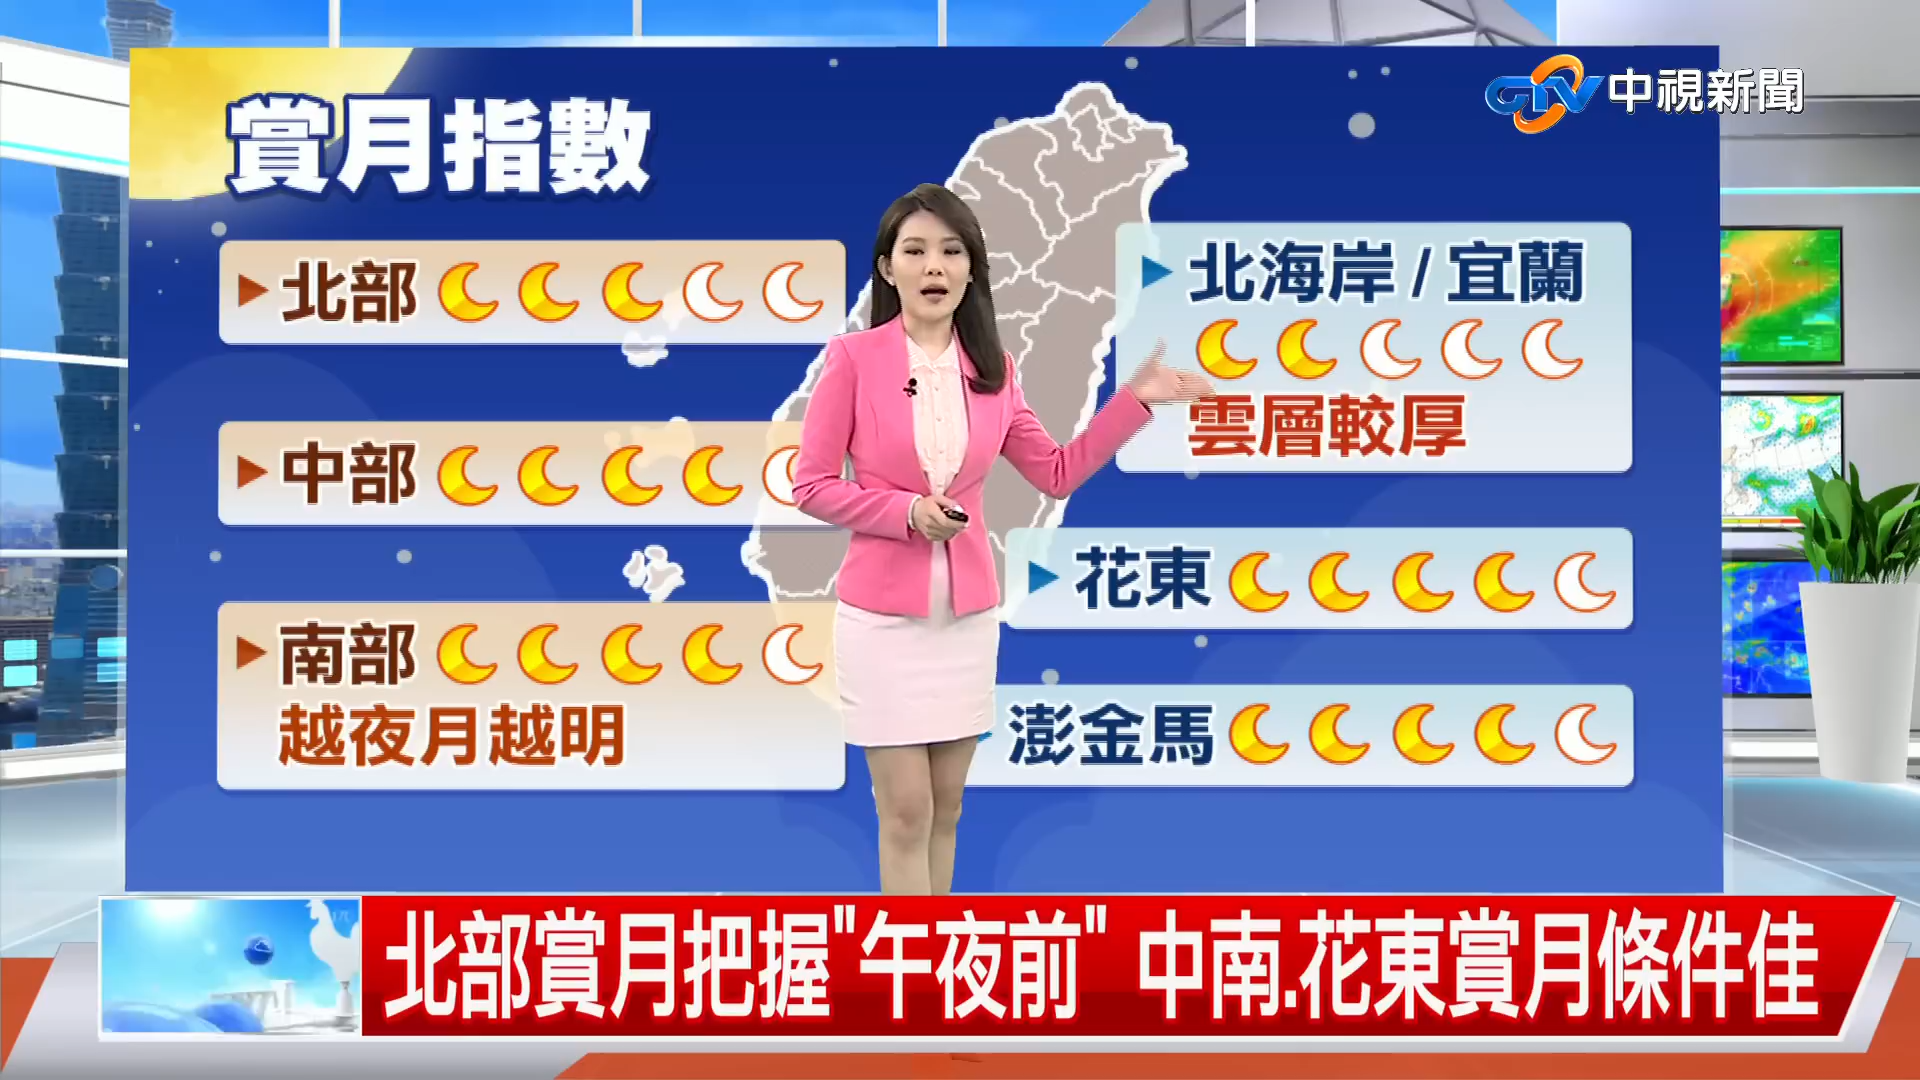 賞月指數
CTV 中視新聞
北部
中部
南部
越夜月越明
北海岸/宜蘭
雲層較厚
花東
澎金馬
北部賞月把握"午夜前" 中南.花東賞月條件佳